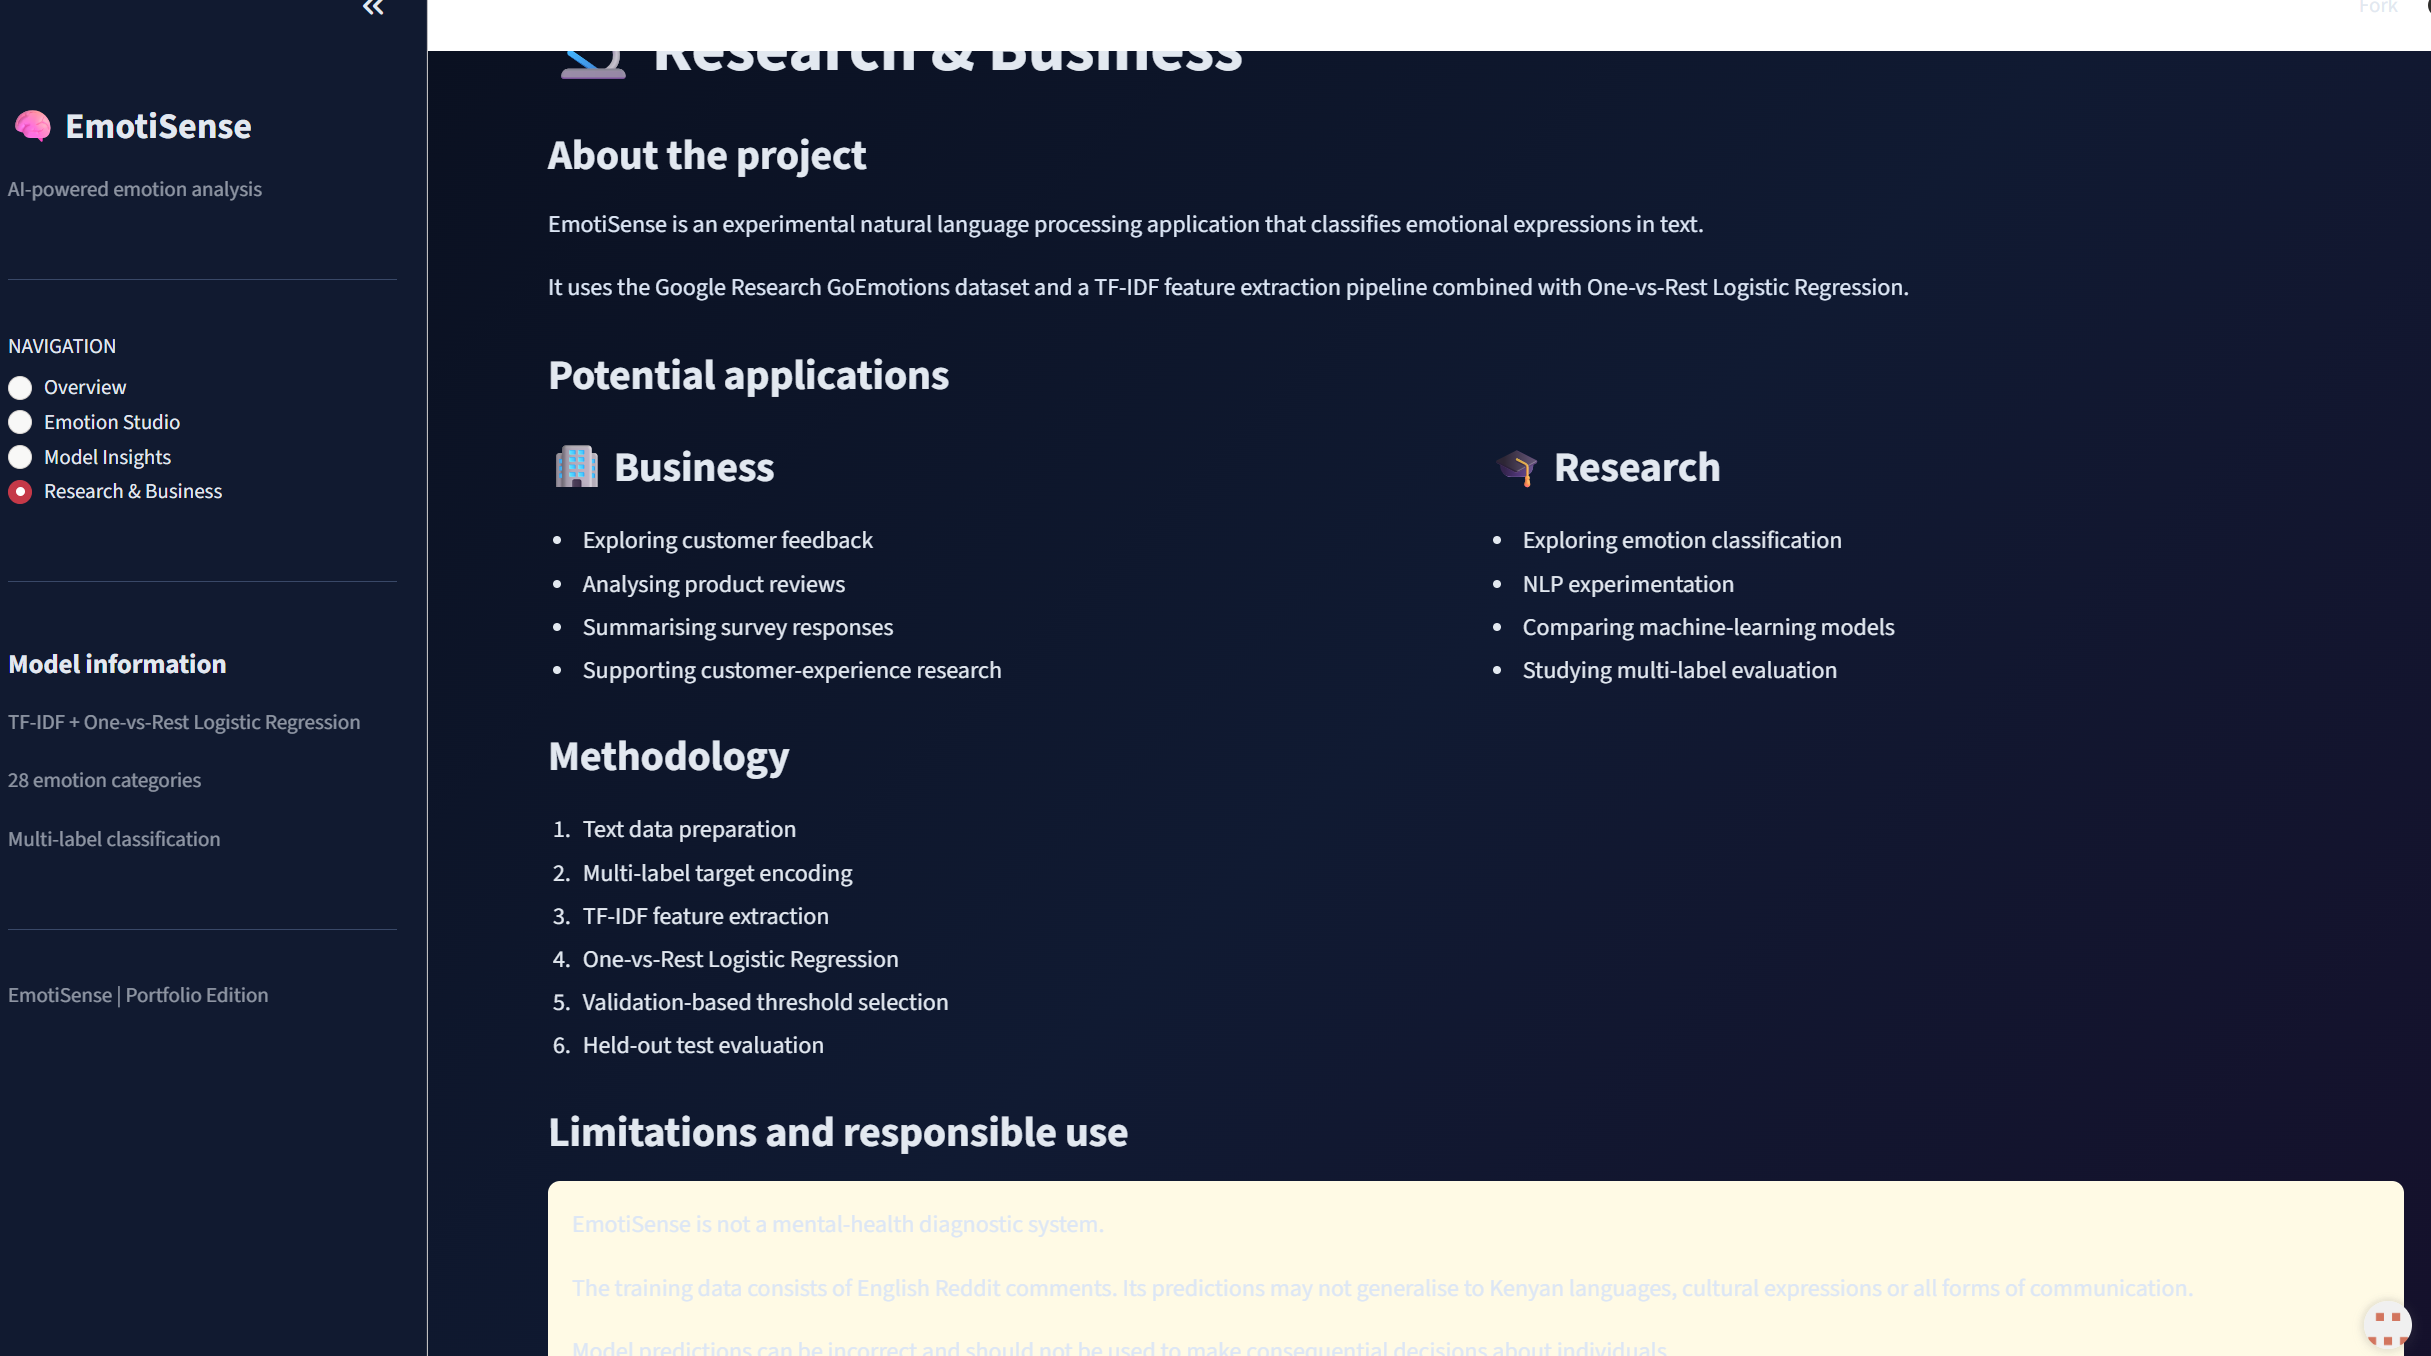 Fork
Research & Business
EmotiSense
AI-powered emotion analysis
NAVIGATION
Overview
Emotion Studio
Model Insights
Research & Business
Model information
TF-IDF + One-vs-Rest Logistic Regression
28 emotion categories
Multi-label classification
EmotiSense | Portfolio Edition
About the project
EmotiSense is an experimental natural language processing application that classifies emotional expressions in text.
It uses the Google Research GoEmotions dataset and a TF-IDF feature extraction pipeline combined with One-vs-Rest Logistic Regression.
Potential applications
Business
• Exploring customer feedback
• Analysing product reviews
• Summarising survey responses
• Supporting customer-experience research
Research
• Exploring emotion classification
• NLP experimentation
• Comparing machine-learning models
• Studying multi-label evaluation
Methodology
1. Text data preparation
2. Multi-label target encoding
3. TF-IDF feature extraction
4. One-vs-Rest Logistic Regression
5. Validation-based threshold selection
6. Held-out test evaluation
Limitations and responsible use
EmotiSense is not a mental-health diagnostic system.
The training data consists of English Reddit comments. Its predictions may not generalise to Kenyan languages, cultural expressions or all forms of communication.
Model predictions can be incorrect and should not be used to make consequential decisions about individuals.